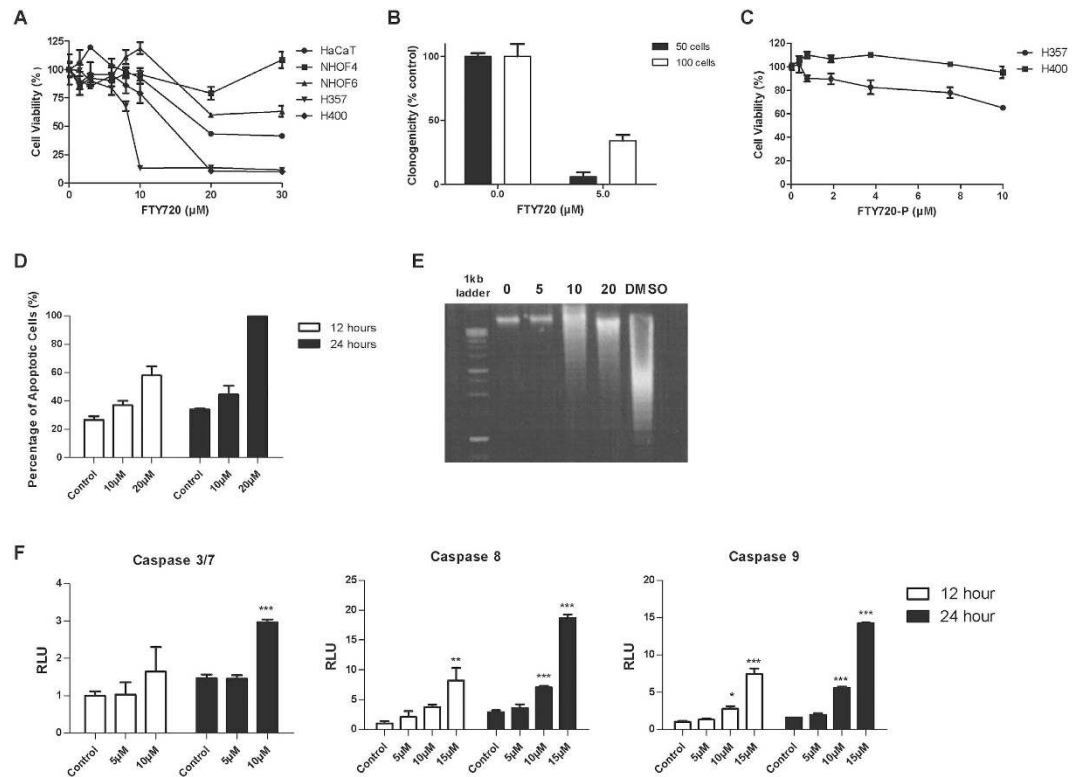 A
Cell Viability (%)
125
100
75
50
25
0
0
10
20
30
FTY720 (µM)
HaCaT
NHOF4
NHOF6
H357
H400
B
Clonogenicity (% control)
100
50
0
0.0
5.0
FTY720 (µM)
50 cells
100 cells
C
Cell Viability (%)
120
100
80
60
40
20
0
0
2
4
6
8
10
FTY720-P (µM)
H357
H400
D
Percentage of Apoptotic Cells (%)
100
80
60
40
20
0
Control
10µM
20µM
Control
10µM
20µM
12 hours
24 hours
E
1kb
ladder
0 5 10 20 DMSO
F
Caspase 3/7
RLU
4
3
2
1
0
***
Control
5µM
10µM
Control
5µM
10µM
Caspase 8
RLU
25
20
15
10
5
0
**
***
***
Control
5µM
10µM
15µM
Control
5µM
10µM
15µM
Caspase 9
RLU
20
15
10
5
0
*
***
***
***
Control
5µM
10µM
15µM
Control
5µM
10µM
15µM
12 hour
24 hour